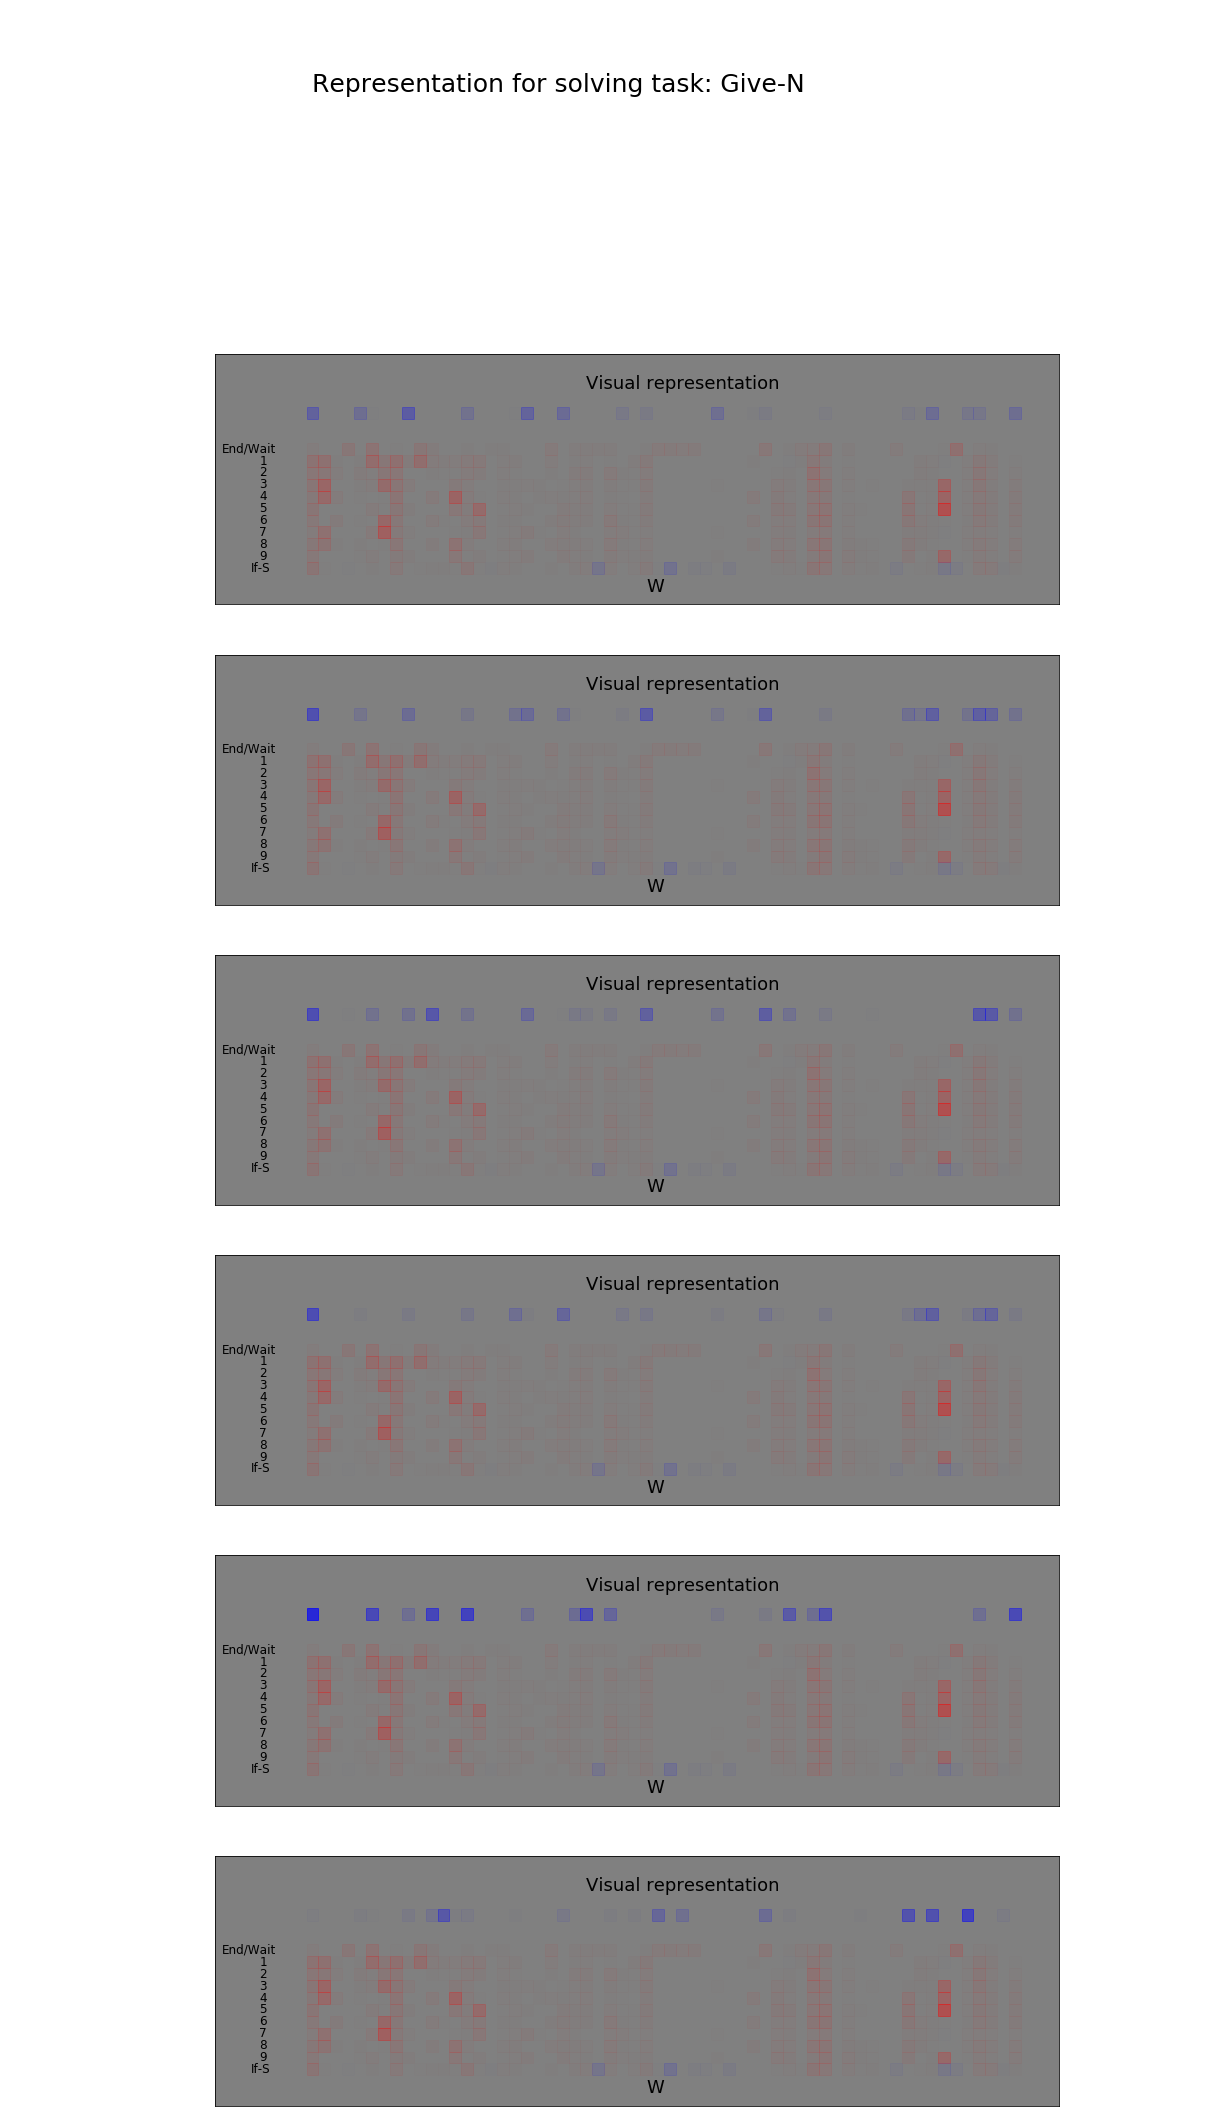 Representation for solving task: Give-N
Visual representation
End/Wait
1
2
3
4
5
6
7
8
9
If-S
W
Visual representation
End/Wait
1
2
3
4
5
6
7
8
9
If-S
W
Visual representation
End/Wait
1
2
3
4
5
6
7
8
9
If-S
W
Visual representation
End/Wait
1
2
3
4
5
6
7
8
9
If-S
W
Visual representation
End/Wait
1
2
3
4
5
6
7
8
9
If-S
W
Visual representation
End/Wait
1
2
3
4
5
6
7
8
9
If-S
W